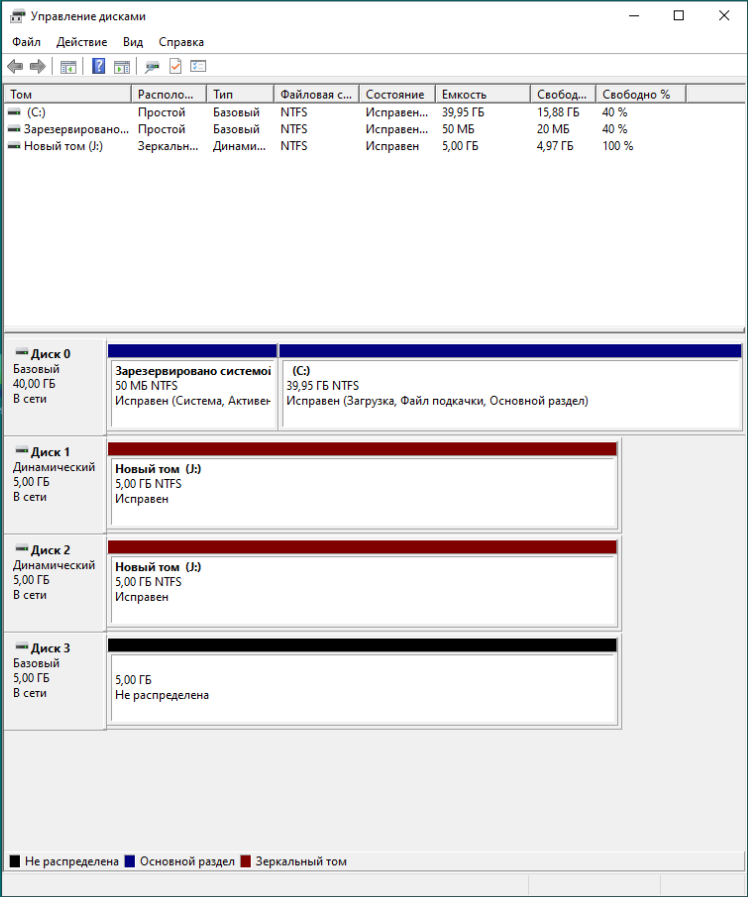 Управление дисками
Файл Действие Вид Справка
Том Располо... Тип Файловая с... Состояние Емкость Свобод... Свободно %
(C:) Простой Базовый NTFS Исправен... 39,95 ГБ 15,88 ГБ 40 %
Зарезервировано... Простой Базовый NTFS Исправен... 50 МБ 20 МБ 40 %
Новый том (J:) Зеркальн... Динами... NTFS Исправен 5,00 ГБ 4,97 ГБ 100 %
Диск 0
Базовый
40,00 ГБ
В сети
Зарезервировано системой
50 МБ NTFS
Исправен (Система, Активен
(C:)
39,95 ГБ NTFS
Исправен (Загрузка, Файл подкачки, Основной раздел)
Диск 1
Динамический
5,00 ГБ
В сети
Новый том (J:)
5,00 ГБ NTFS
Исправен
Диск 2
Динамический
5,00 ГБ
В сети
Новый том (J:)
5,00 ГБ NTFS
Исправен
Диск 3
Базовый
5,00 ГБ
В сети
5,00 ГБ
Не распределена
Не распределена Основной раздел Зеркальный том